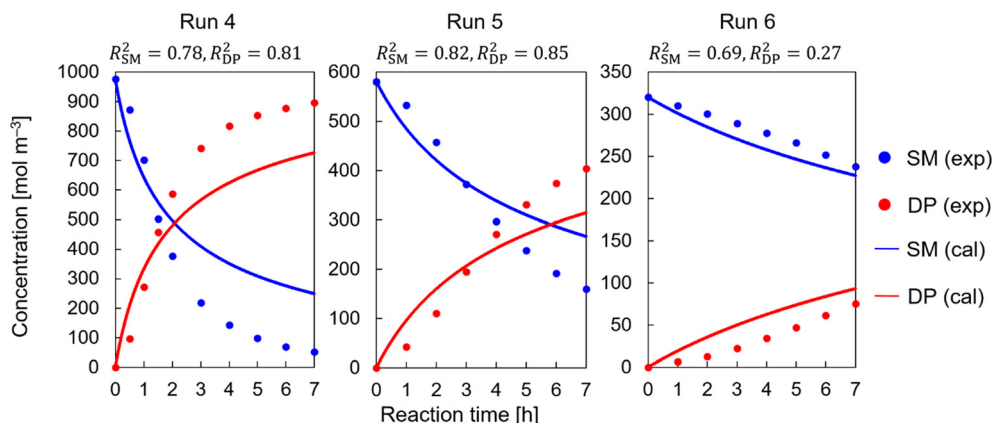 Run 4
Run 5
Run 6
R²SM = 0.78, R²DP = 0.81
R²SM = 0.82, R²DP = 0.85
R²SM = 0.69, R²DP = 0.27
Concentration [mol m⁻³]
1000
900
800
700
600
500
400
300
200
100
0
0 1 2 3 4 5 6 7
600
500
400
300
200
100
0
0 1 2 3 4 5 6 7
350
300
250
200
150
100
50
0
0 1 2 3 4 5 6 7
Reaction time [h]
SM (exp)
DP (exp)
SM (cal)
DP (cal)